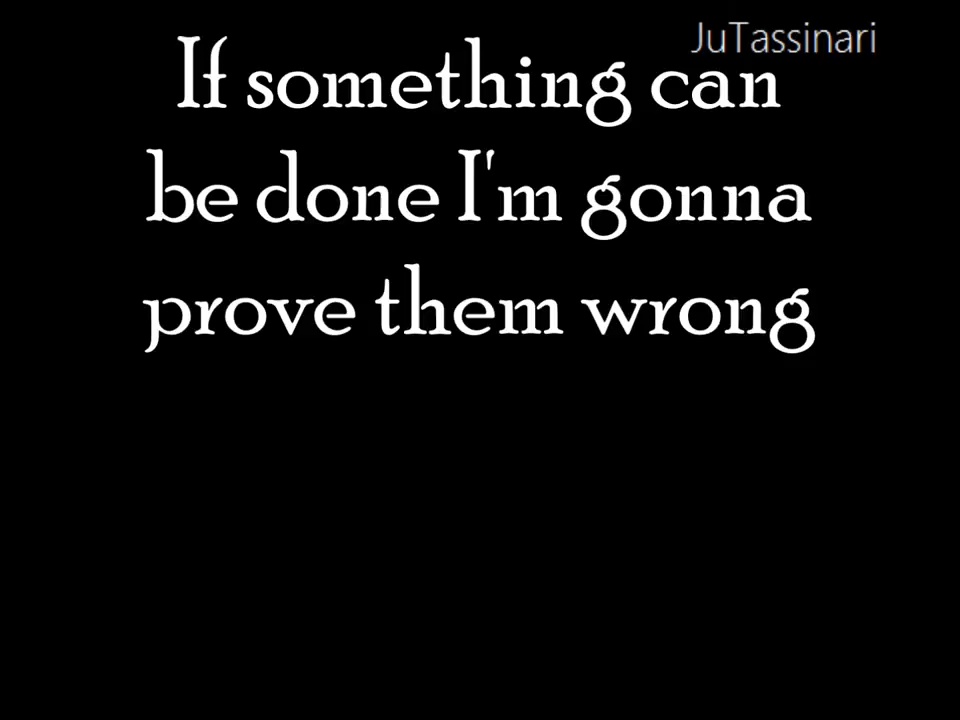 JuTassinari
If something can
be done I'm gonna
prove them wrong